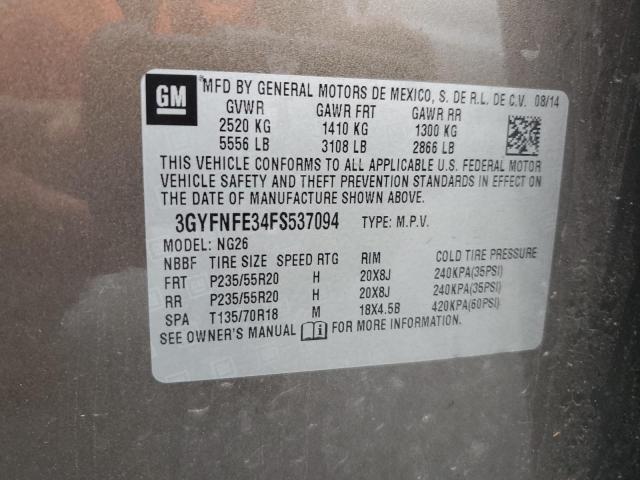 GM MFD BY GENERAL MOTORS DE MEXICO, S. DE R.L. DE C.V. 08/14
GVWR GAWR FRT GAWR RR
2520 KG 1410 KG 1300 KG
5556 LB 3108 LB 2866 LB
THIS VEHICLE CONFORMS TO ALL APPLICABLE U.S. FEDERAL MOTOR
VEHICLE SAFETY AND THEFT PREVENTION STANDARDS IN EFFECT ON
THE DATE OF MANUFACTURE SHOWN ABOVE.
3GYFNFE34FS537094 TYPE: M.P.V.
MODEL: NG26
NBBF TIRE SIZE SPEED RTG RIM COLD TIRE PRESSURE
FRT P235/55R20 H 20X8J 240KPA(35PSI)
RR P235/55R20 H 20X8J 240KPA(35PSI)
SPA T135/70R18 M 18X4.5B 420KPA(60PSI)
SEE OWNER'S MANUAL FOR MORE INFORMATION.